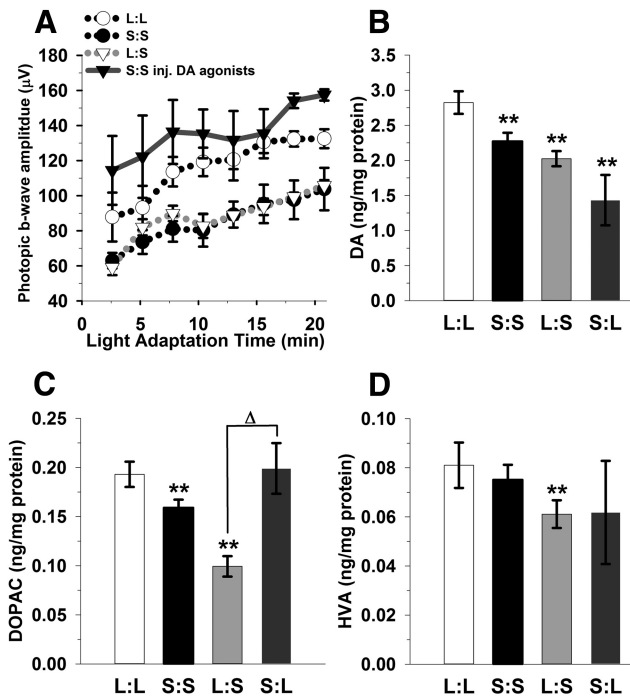 A
L:L
S:S
L:S
S:S inj. DA agonists
Photopic b-wave amplitdue (μV)
180
160
140
120
100
80
60
40
0
5
10
15
20
Light Adaptation Time (min)
B
DA (ng/mg protein)
3.5
3.0
2.5
2.0
1.5
1.0
0.5
0.0
**
**
**
L:L
S:S
L:S
S:L
C
DOPAC (ng/mg protein)
0.25
0.20
0.15
0.10
0.05
0.00
**
**
Δ
L:L
S:S
L:S
S:L
D
HVA (ng/mg protein)
0.10
0.08
0.06
0.04
0.02
0.00
**
L:L
S:S
L:S
S:L